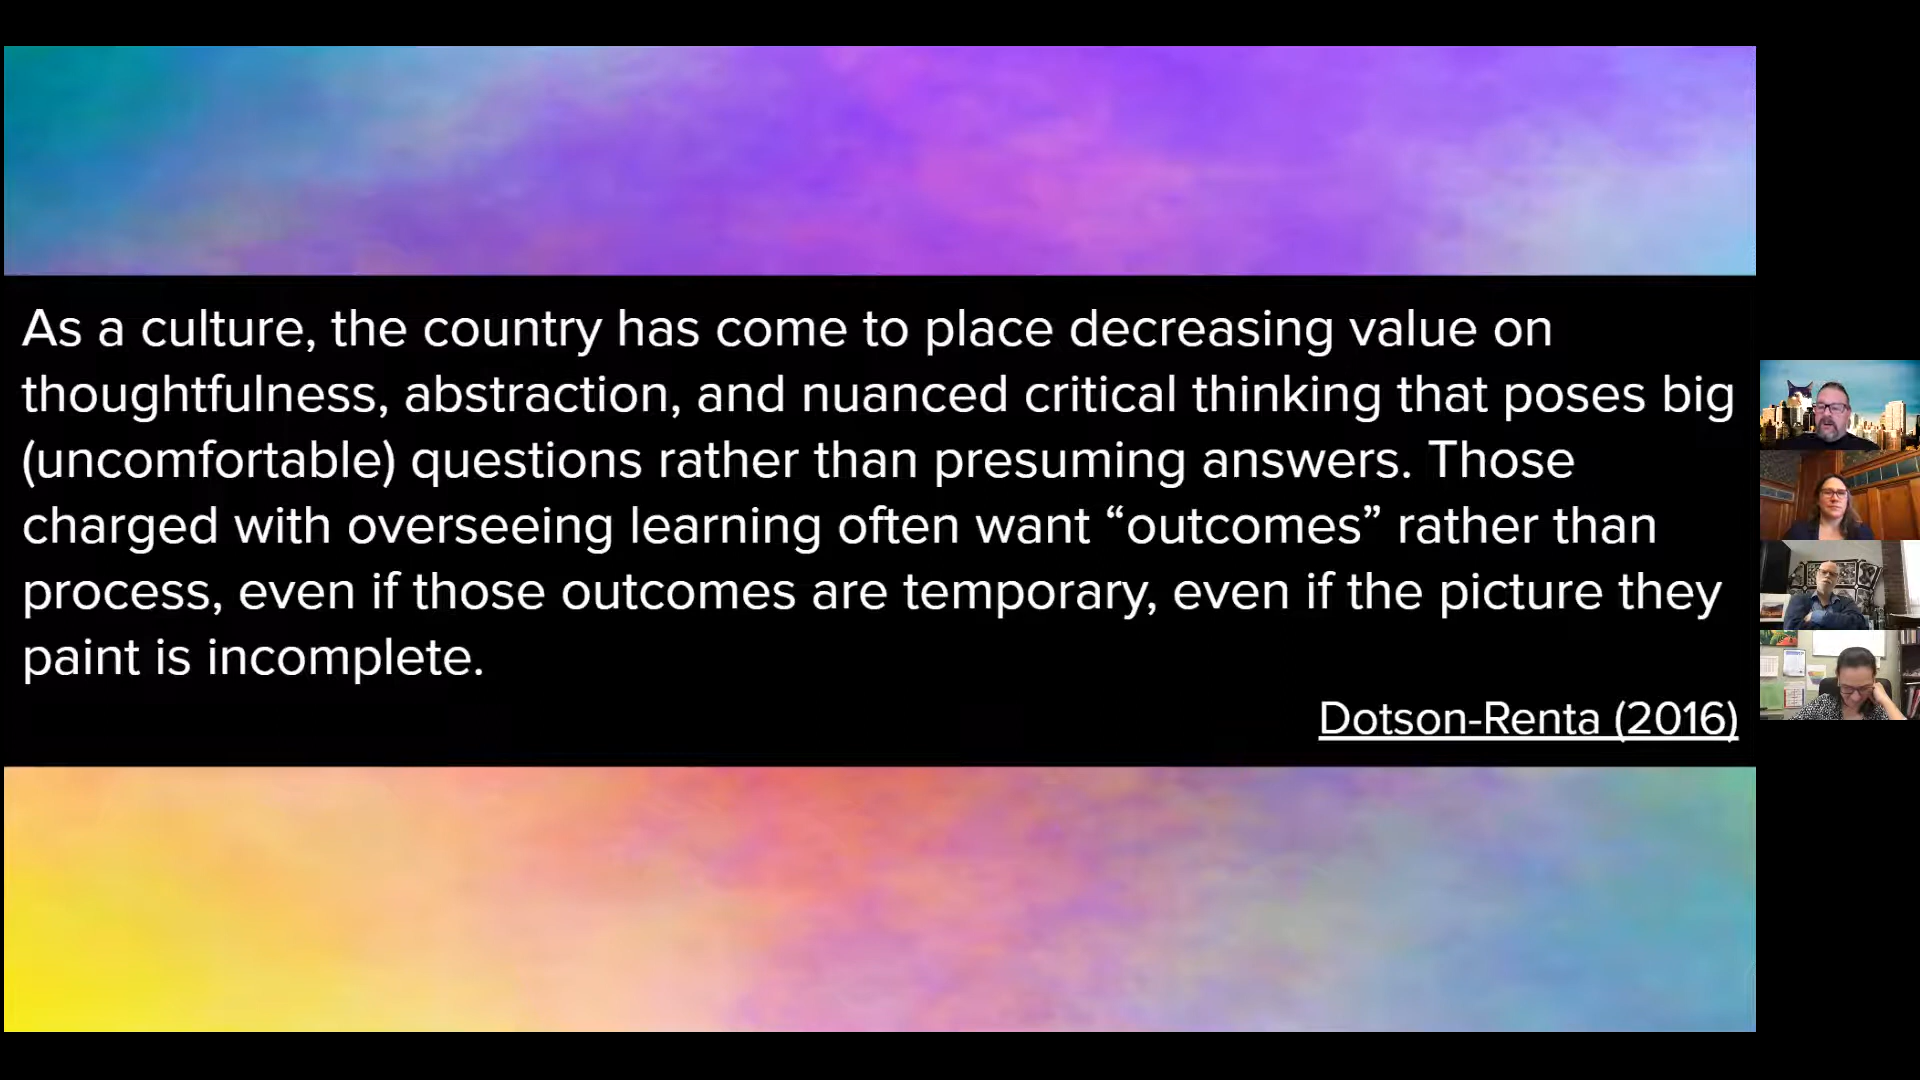 As a culture, the country has come to place decreasing value on
thoughtfulness, abstraction, and nuanced critical thinking that poses big
(uncomfortable) questions rather than presuming answers. Those
charged with overseeing learning often want “outcomes” rather than
process, even if those outcomes are temporary, even if the picture they
paint is incomplete.
Dotson-Renta (2016)